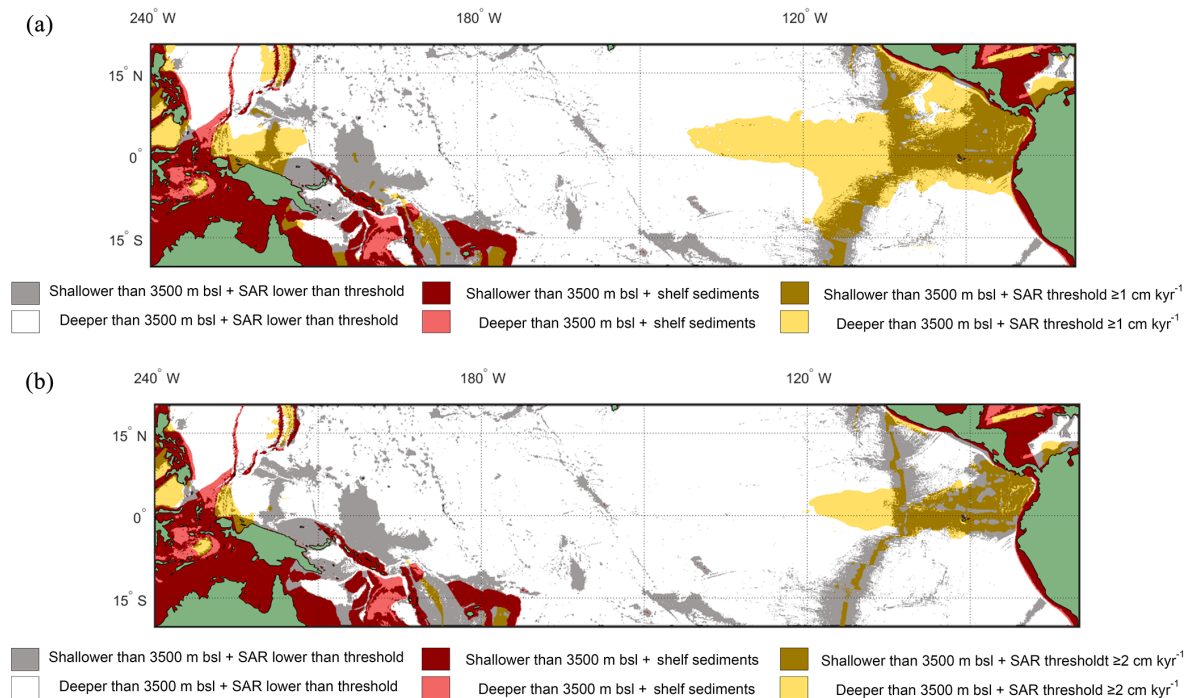 (a)
240° W 180° W 120° W
15° N
0°
15° S
Shallower than 3500 m bsl + SAR lower than threshold
Deeper than 3500 m bsl + SAR lower than threshold
Shallower than 3500 m bsl + shelf sediments
Deeper than 3500 m bsl + shelf sediments
Shallower than 3500 m bsl + SAR threshold ≥1 cm kyr⁻¹
Deeper than 3500 m bsl + SAR threshold ≥1 cm kyr⁻¹
(b)
240° W 180° W 120° W
15° N
0°
15° S
Shallower than 3500 m bsl + SAR lower than threshold
Deeper than 3500 m bsl + SAR lower than threshold
Shallower than 3500 m bsl + shelf sediments
Deeper than 3500 m bsl + shelf sediments
Shallower than 3500 m bsl + SAR thresholdt ≥2 cm kyr⁻¹
Deeper than 3500 m bsl + SAR threshold ≥2 cm kyr⁻¹